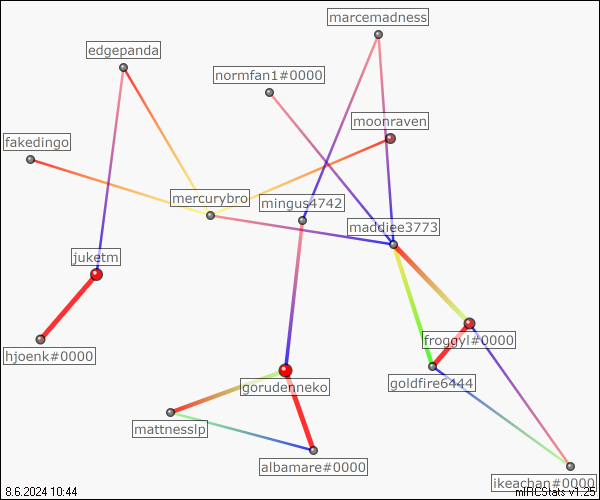 marcemadness
edgepanda
normfan1#0000
moonraven
fakedingo
mercurybro
mingus4742
maddiee3773
juketm
froggyl#0000
hjoenk#0000
goldfire6444
gorudenneko
mattnesslp
albamare#0000
ikeachan#0000
8.6.2024 10:44
mIRCStats v1.25